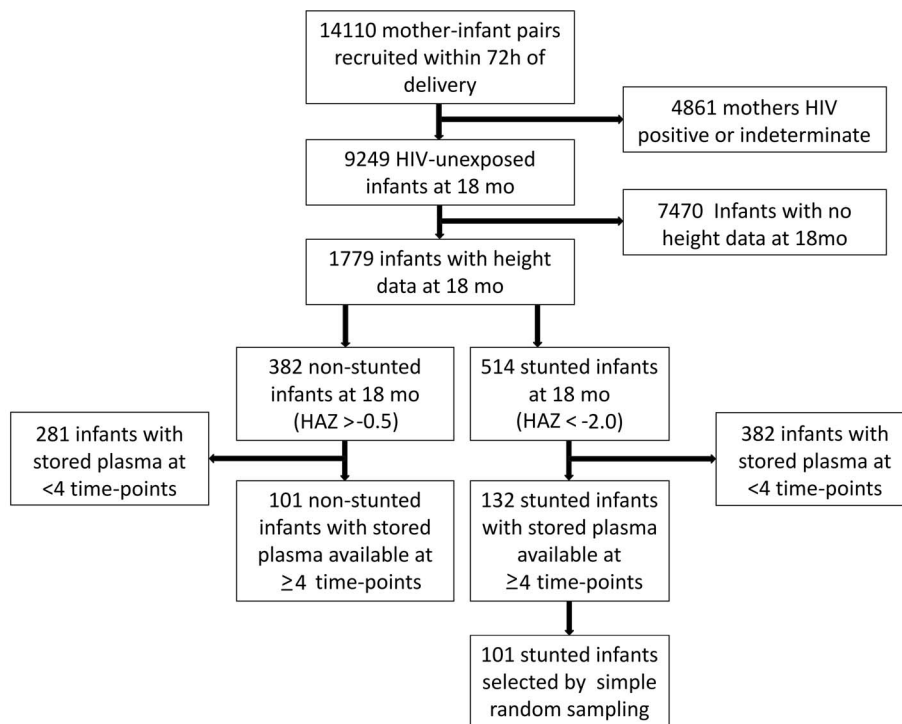 14110 mother-infant pairs
recruited within 72h of
delivery
4861 mothers HIV
positive or indeterminate
9249 HIV-unexposed
infants at 18 mo
7470 Infants with no
height data at 18mo
1779 infants with height
data at 18 mo
382 non-stunted
infants at 18 mo
(HAZ >-0.5)
514 stunted infants
at 18 mo
(HAZ < -2.0)
281 infants with
stored plasma at
<4 time-points
382 infants with
stored plasma at
<4 time-points
101 non-stunted
infants with stored
plasma available at
≥4 time-points
132 stunted infants
with stored plasma
available at
≥4 time-points
101 stunted infants
selected by simple
random sampling